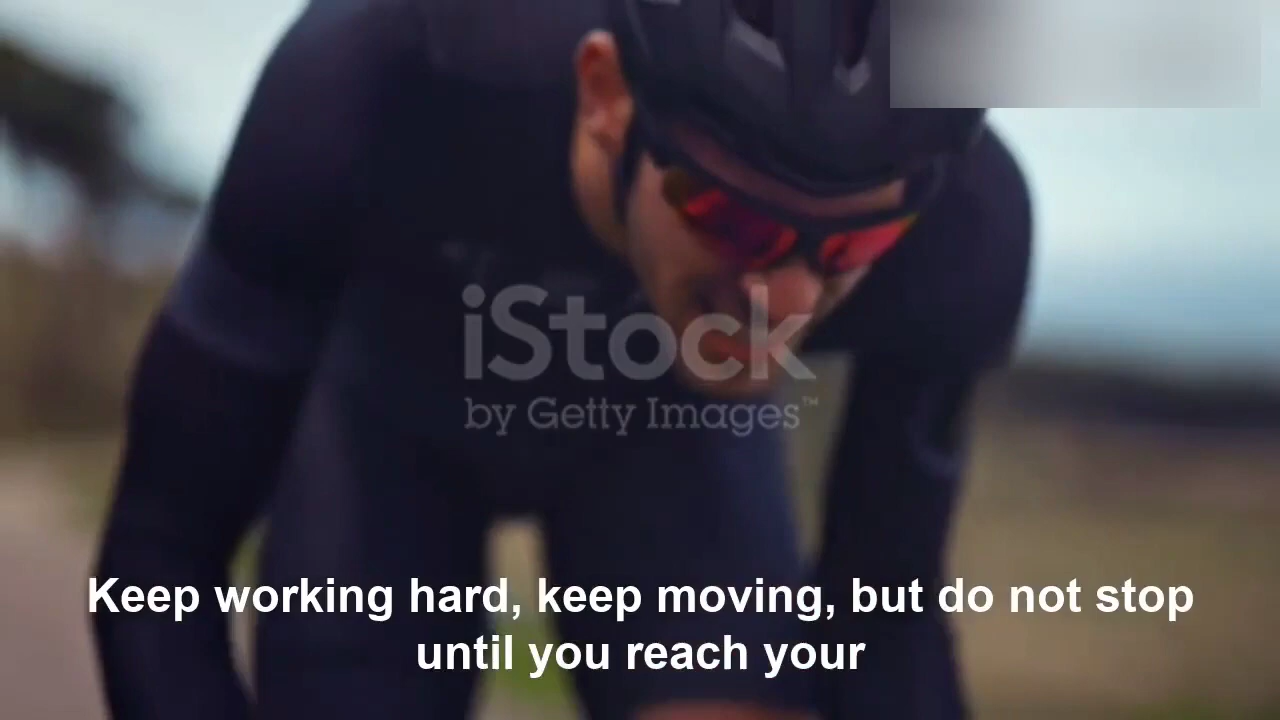 iStock
by Getty Images™
Keep working hard, keep moving, but do not stop
until you reach your